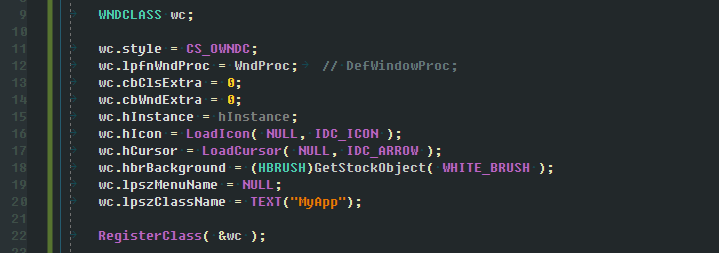 9 WNDCLASS wc;
10
11 wc.style = CS_OWNDC;
12 wc.lpfnWndProc = WndProc; // DefWindowProc;
13 wc.cbClsExtra = 0;
14 wc.cbWndExtra = 0;
15 wc.hInstance = hInstance;
16 wc.hIcon = LoadIcon( NULL, IDC_ICON );
17 wc.hCursor = LoadCursor( NULL, IDC_ARROW );
18 wc.hbrBackground = (HBRUSH)GetStockObject( WHITE_BRUSH );
19 wc.lpszMenuName = NULL;
20 wc.lpszClassName = TEXT("MyApp");
21
22 RegisterClass( &wc );